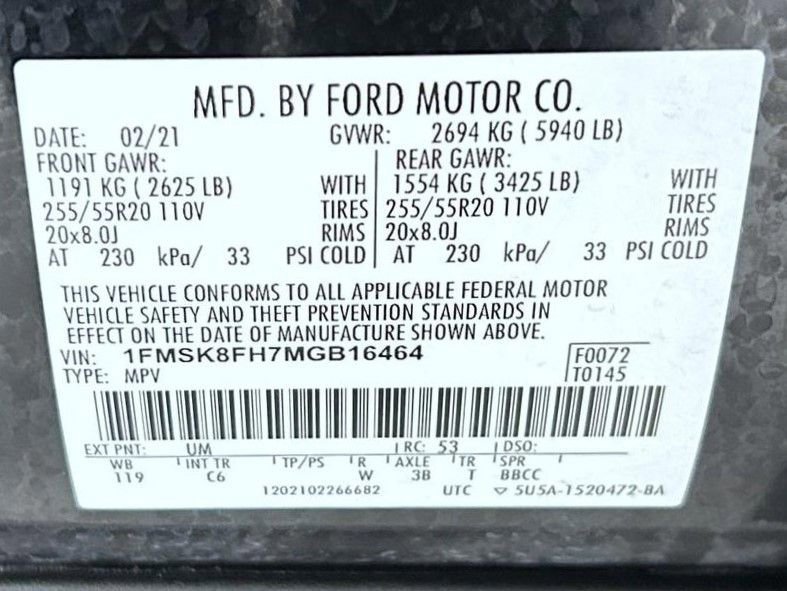 MFD. BY FORD MOTOR CO.
DATE: 02/21 GVWR: 2694 KG ( 5940 LB)
FRONT GAWR: REAR GAWR:
1191 KG ( 2625 LB) WITH 1554 KG ( 3425 LB) WITH
255/55R20 110V TIRES 255/55R20 110V TIRES
20x8.0J RIMS 20x8.0J RIMS
AT 230 kPa/ 33 PSI COLD AT 230 kPa/ 33 PSI COLD
THIS VEHICLE CONFORMS TO ALL APPLICABLE FEDERAL MOTOR
VEHICLE SAFETY AND THEFT PREVENTION STANDARDS IN
EFFECT ON THE DATE OF MANUFACTURE SHOWN ABOVE.
VIN: 1FMSK8FH7MGB16464 F0072
TYPE: MPV T0145
EXT PNT: UM RC: 53 DSO:
WB INT TR TP/PS R AXLE TR SPR
119 C6 W 3B T BBCC
1202102266682 UTC ▽ 5U5A-1520472-BA